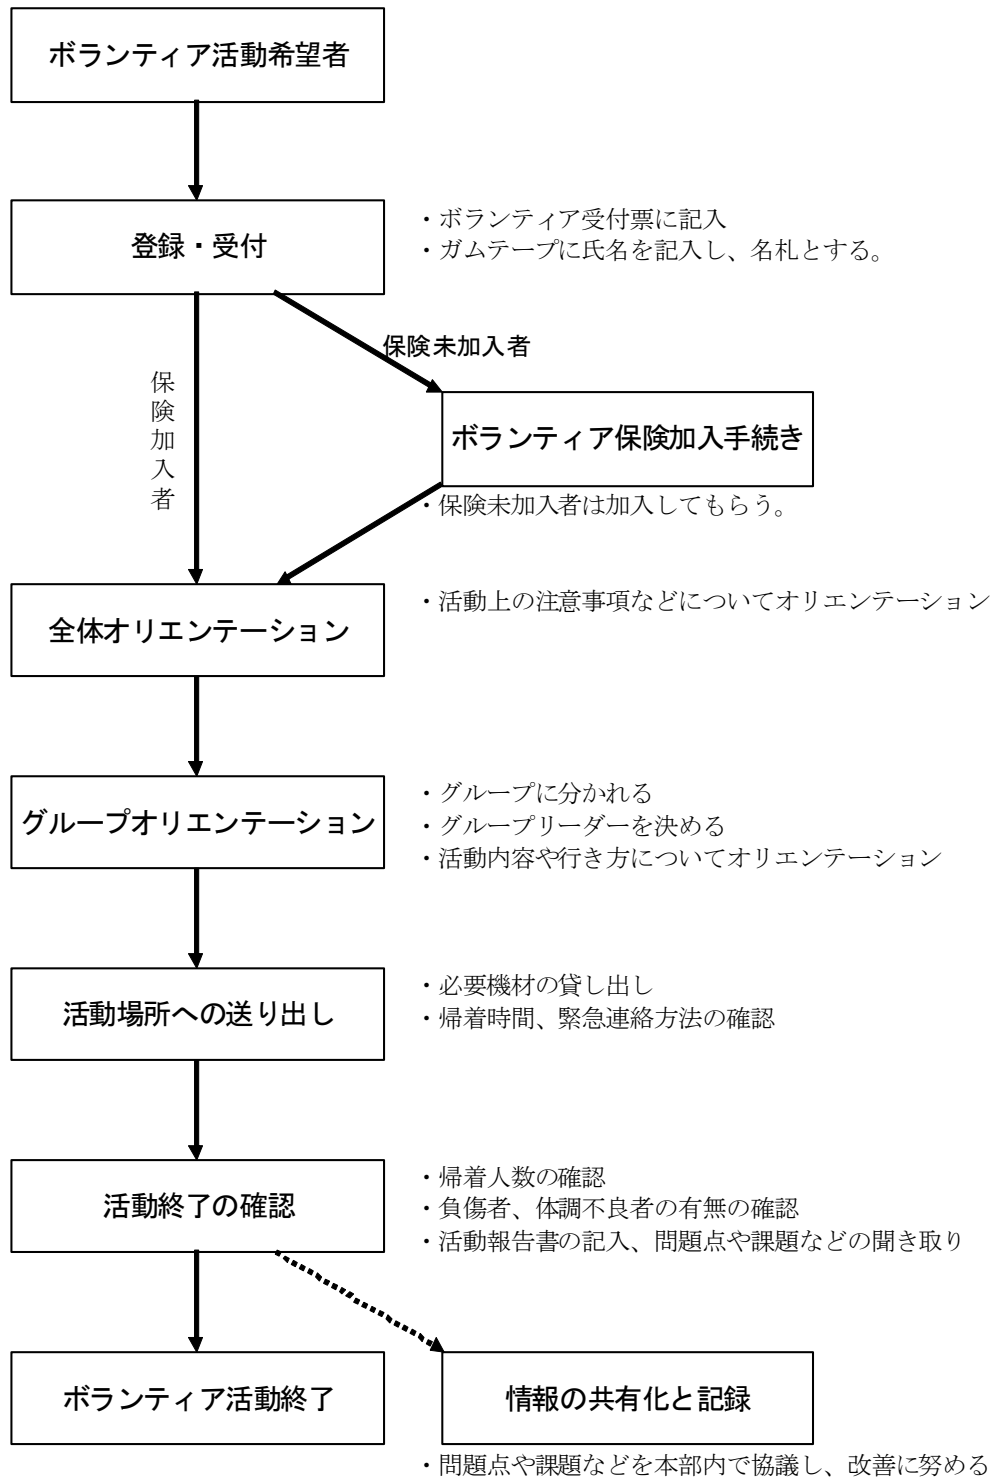 ボランティア活動希望者
登録・受付
・ボランティア受付票に記入
・ガムテープに氏名を記入し、名札とする。
保険未加入者
保険加入者
ボランティア保険加入手続き
・保険未加入者は加入してもらう。
全体オリエンテーション
・活動上の注意事項などについてオリエンテーション
グループオリエンテーション
・グループに分かれる
・グループリーダーを決める
・活動内容や行き方についてオリエンテーション
活動場所への送り出し
・必要機材の貸し出し
・帰着時間、緊急連絡方法の確認
活動終了の確認
・帰着人数の確認
・負傷者、体調不良者の有無の確認
・活動報告書の記入、問題点や課題などの聞き取り
ボランティア活動終了
情報の共有化と記録
・問題点や課題などを本部内で協議し、改善に努める